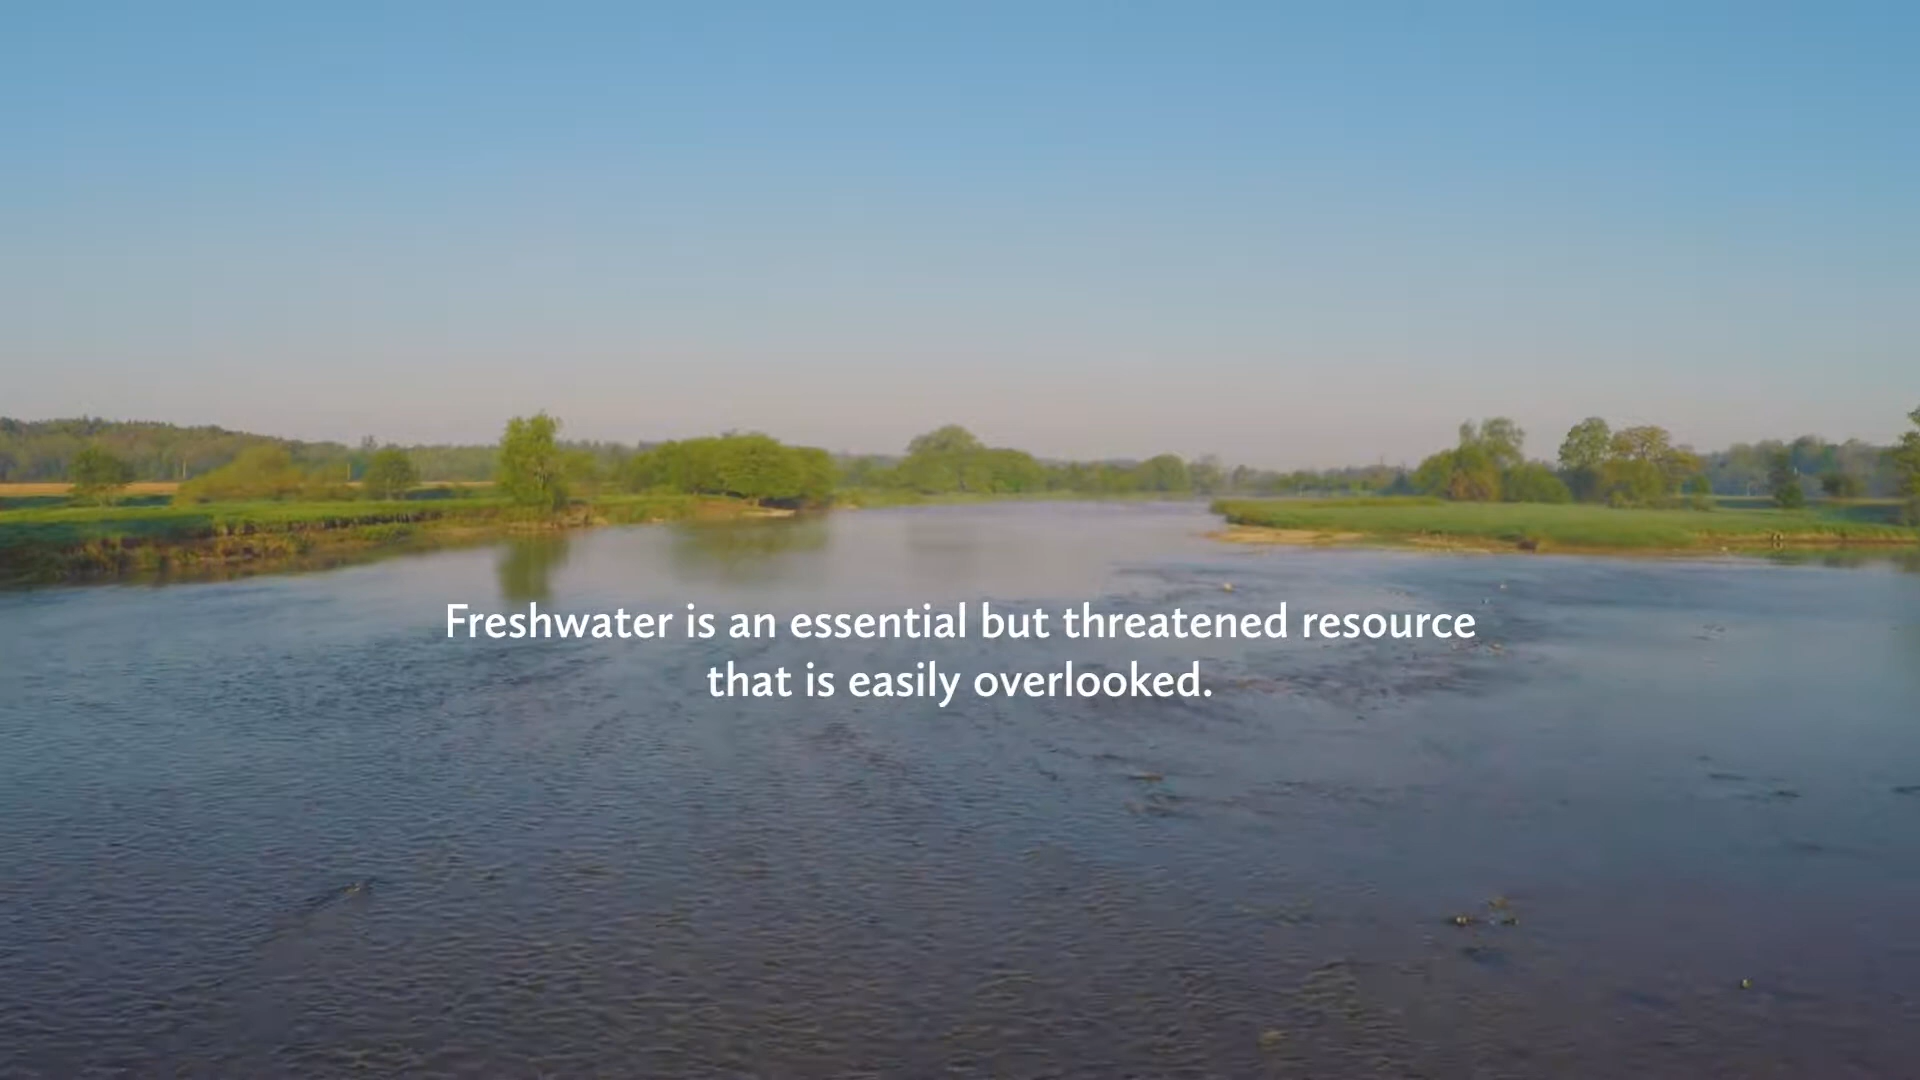 Freshwater is an essential but threatened resource
that is easily overlooked.